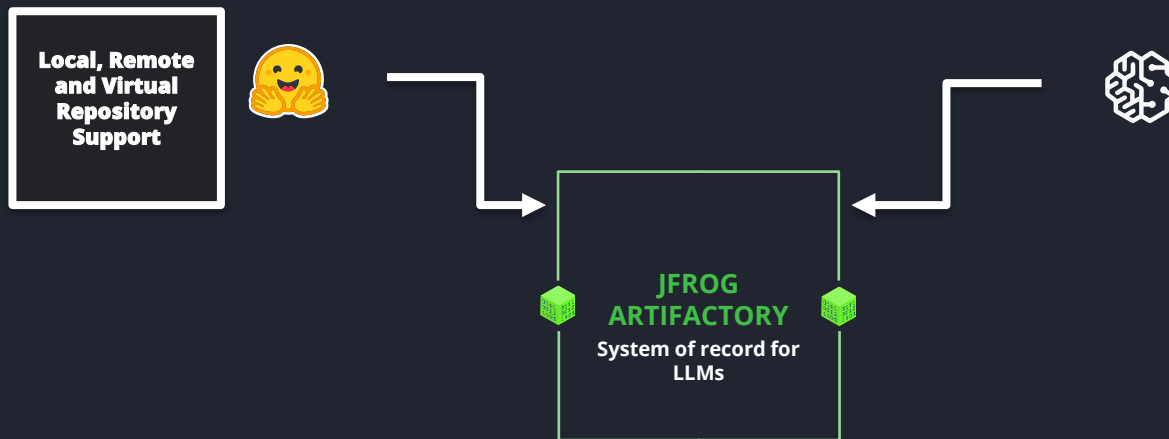 Local, Remote
and Virtual
Repository
Support
JFROG
ARTIFACTORY
System of record for
LLMs